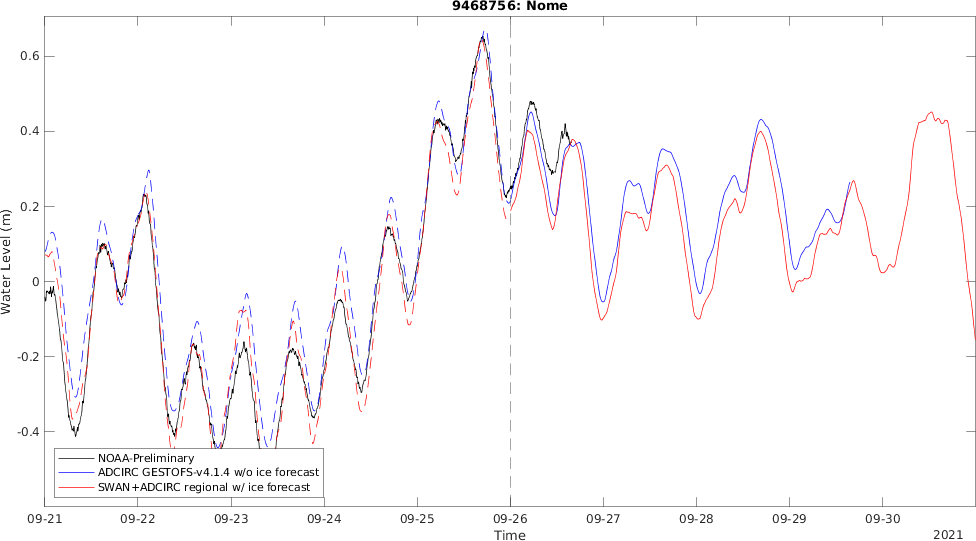 9468756: Nome
0.6
0.4
0.2
0
-0.2
-0.4
Water Level (m)
NOAA-Preliminary
ADCIRC GESTOFS-v4.1.4 w/o ice forecast
SWAN+ADCIRC regional w/ ice forecast
09-21 09-22 09-23 09-24 09-25 09-26 09-27 09-28 09-29 09-30
Time
2021